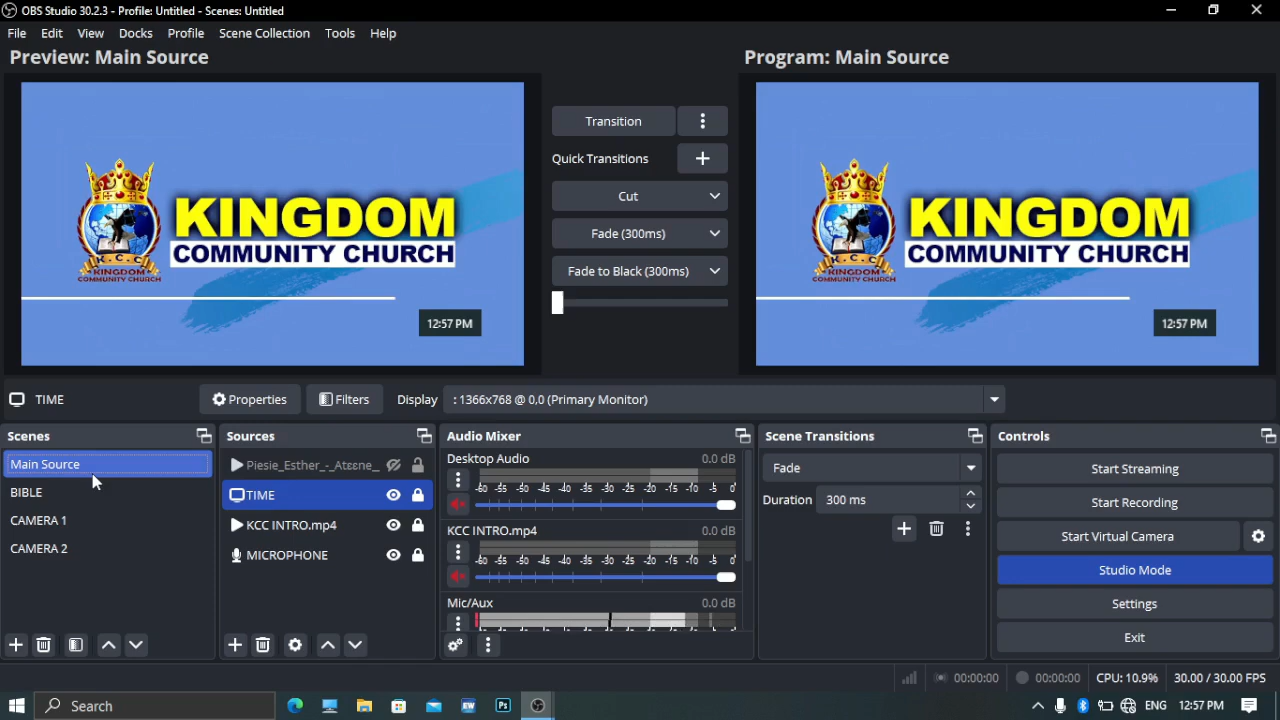 OBS Studio 30.2.3 - Profile: Untitled - Scenes: Untitled
File Edit View Docks Profile Scene Collection Tools Help
Preview: Main Source
KINGDOM
COMMUNITY CHURCH
K.C.C
KINGDOM
COMMUNITY CHURCH
12:57 PM
Transition
Quick Transitions
Cut
Fade (300ms)
Fade to Black (300ms)
Program: Main Source
KINGDOM
COMMUNITY CHURCH
K.C.C
KINGDOM
COMMUNITY CHURCH
12:57 PM
TIME
Properties
Filters
Display
: 1366x768 @ 0,0 (Primary Monitor)
Scenes
Main Source
BIBLE
CAMERA 1
CAMERA 2
Sources
Piesie_Esther_-_Atɛɛne_
TIME
KCC INTRO.mp4
MICROPHONE
Audio Mixer
Desktop Audio 0.0 dB
-60 -55 -50 -45 -40 -35 -30 -25 -20 -15 -10 -5 0
KCC INTRO.mp4 0.0 dB
-60 -55 -50 -45 -40 -35 -30 -25 -20 -15 -10 -5 0
Mic/Aux 0.0 dB
Scene Transitions
Fade
Duration 300 ms
Controls
Start Streaming
Start Recording
Start Virtual Camera
Studio Mode
Settings
Exit
00:00:00 00:00:00 CPU: 10.9% 30.00 / 30.00 FPS
Search
EW
Ps
ENG 12:57 PM